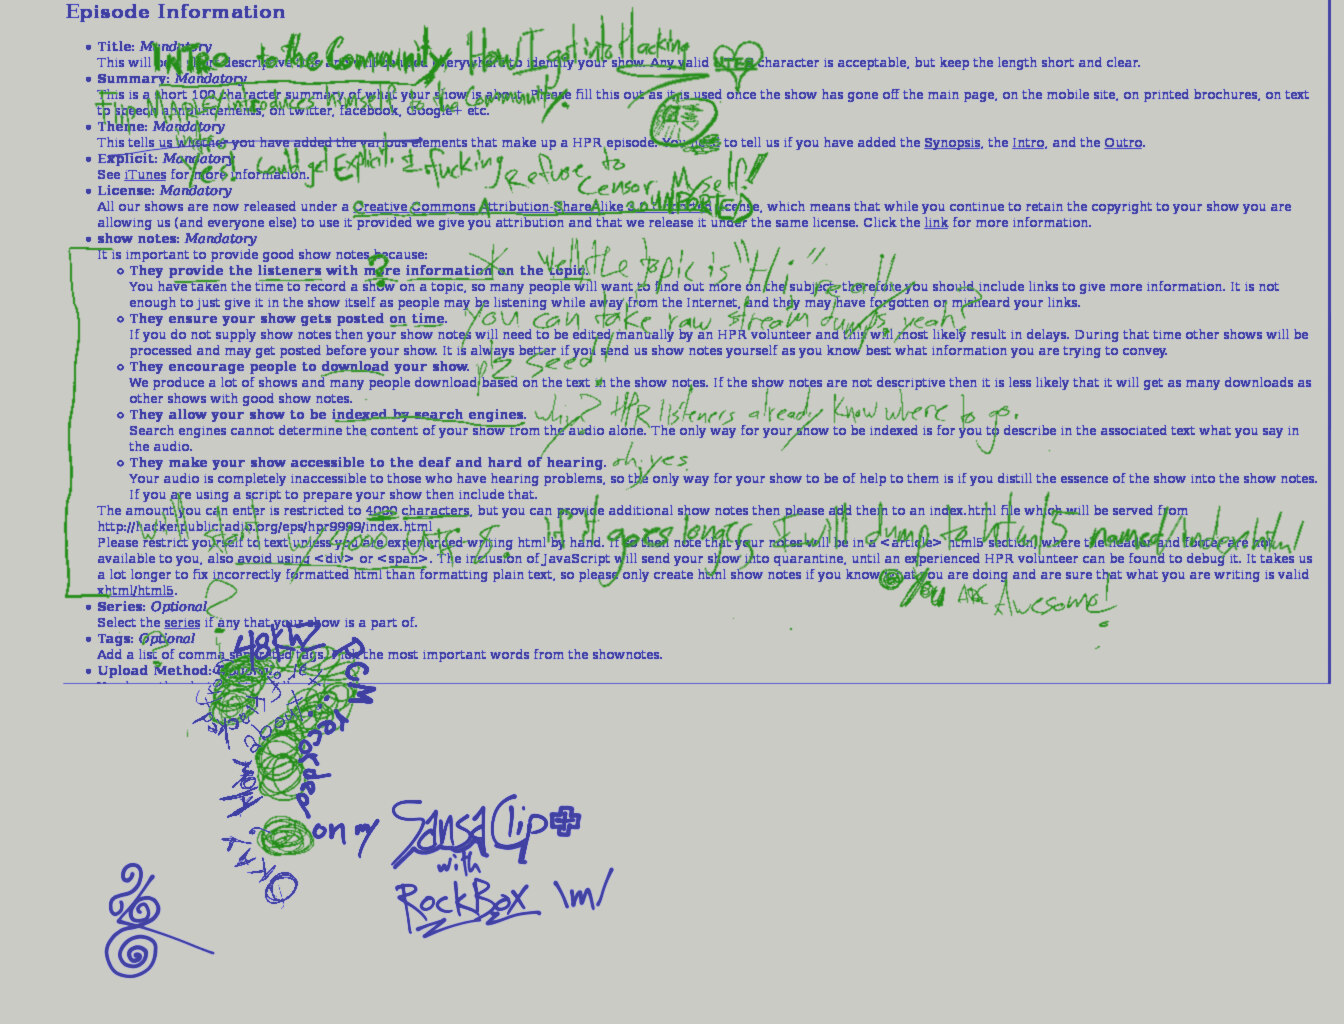 Episode Information
Title: Mandatory
INTRO to the Community How I got into Hacking
This will be a short descriptive title and will be used everywhere to identify your show. Any valid UTF8 character is acceptable, but keep the length short and clear.
Summary: Mandatory
This is a short 100 character summary of what your show is about. Please fill this out as it is used once the show has gone off the main page, on the mobile site, on printed brochures, on text
introduces himself to the Community.
to speech announcements, on twitter, facebook, Google+ etc.
Theme: Mandatory
This tells us whether you have added the various elements that make up a HPR episode. You need to tell us if you have added the Synopsis, the Intro, and the Outro.
Explicit: Mandatory
Yes! Could get Explicit. I fucking Refuse to Censor Myself!
See iTunes for more information.
License: Mandatory
All our shows are now released under a Creative Commons Attribution-ShareAlike 3.0 license, which means that while you continue to retain the copyright to your show you are
C A S A UNPORTED
allowing us (and everyone else) to use it provided we give you attribution and that we release it under the same license. Click the link for more information.
show notes: Mandatory
It is important to provide good show notes because:
They provide the listeners with more information on the topic.
? * well the topic is "Hi" really
You have taken the time to record a show on a topic, so many people will want to find out more on the subject, therefore you should include links to give more information. It is not
enough to just give it in the show itself as people may be listening while away from the Internet, and they may have forgotten or misheard your links.
They ensure your show gets posted on time.
You can take raw stream dumps, yeah?
If you do not supply show notes then your show notes will need to be edited manually by an HPR volunteer and this will most likely result in delays. During that time other shows will be
processed and may get posted before your show. It is always better if you send us show notes yourself as you know best what information you are trying to convey.
They encourage people to download your show.
plz seed!
We produce a lot of shows and many people download based on the text in the show notes. If the show notes are not descriptive then it is less likely that it will get as many downloads as
other shows with good show notes.
They allow your show to be indexed by search engines.
why? HPR listeners already know where to go.
Search engines cannot determine the content of your show from the audio alone. The only way for your show to be indexed is for you to describe in the associated text what you say in
the audio.
They make your show accessible to the deaf and hard of hearing.
oh, yes.
Your audio is completely inaccessible to those who have hearing problems, so the only way for your show to be of help to them is if you distill the essence of the show into the show notes.
If you are using a script to prepare your show then include that.
The amount you can enter is restricted to 4000 characters, but you can provide additional show notes then please add them to an index.html file which will be served from
http://hackerpublicradio.org/eps/hpr9999/index.html
will start w/ UTF8. if it goes longer, I will dump to html5 named index.html
Please restrict yourself to text unless you are experienced writing html by hand. If so then note that your notes will be in a <article> html5 section, where the header and footer are not
available to you, also avoid using <div> or <span>. The inclusion of JavaScript will send your show into quarantine, until an experienced HPR volunteer can be found to debug it. It takes us
a lot longer to fix incorrectly formatted html than formatting plain text, so please only create html show notes if you know what you are doing and are sure that what you are writing is valid
xhtml/html5.
You ARE Awesome!
Series: Optional
?
Select the series if any that your show is a part of.
Tags: Optional
?
Add a list of comma separated tags. Pick the most important words from the shownotes.
Upload Method:
48kHz PCM recorded
on my SansaClip+
with
RockBox \m/